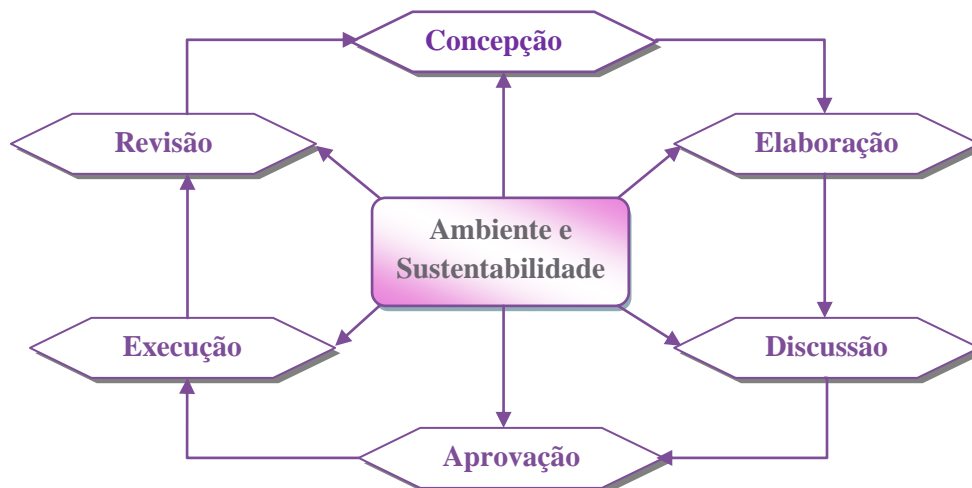 Concepção
Revisão
Elaboração
Ambiente e
Sustentabilidade
Execução
Discussão
Aprovação